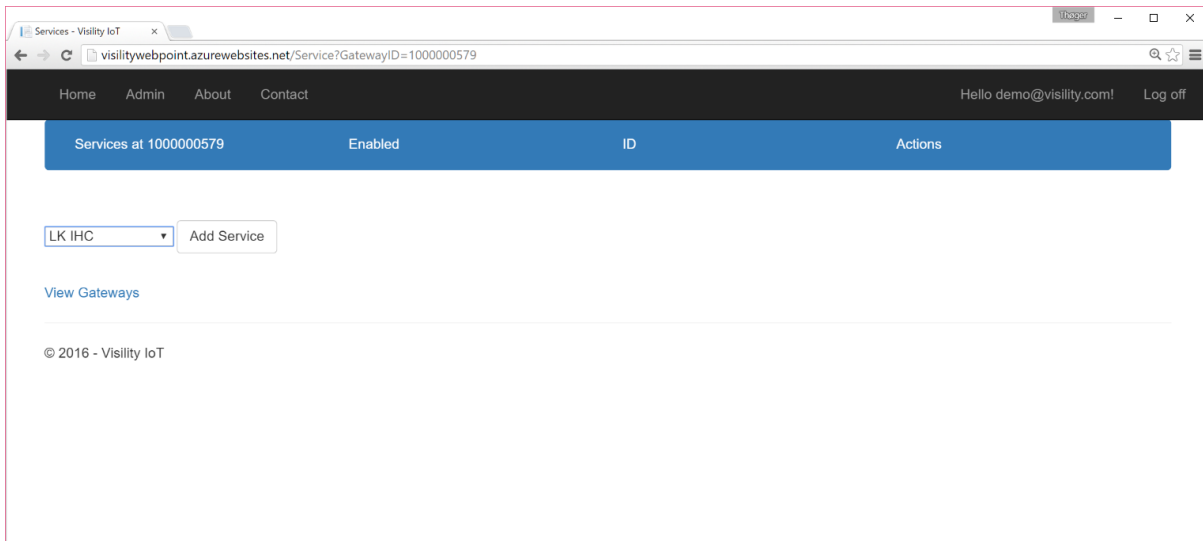 Thøger
Services - Visility IoT
visilitywebpoint.azurewebsites.net/Service?GatewayID=1000000579
Home Admin About Contact Hello demo@visility.com! Log off
Services at 1000000579 Enabled ID Actions
LK IHC Add Service
View Gateways
© 2016 - Visility IoT